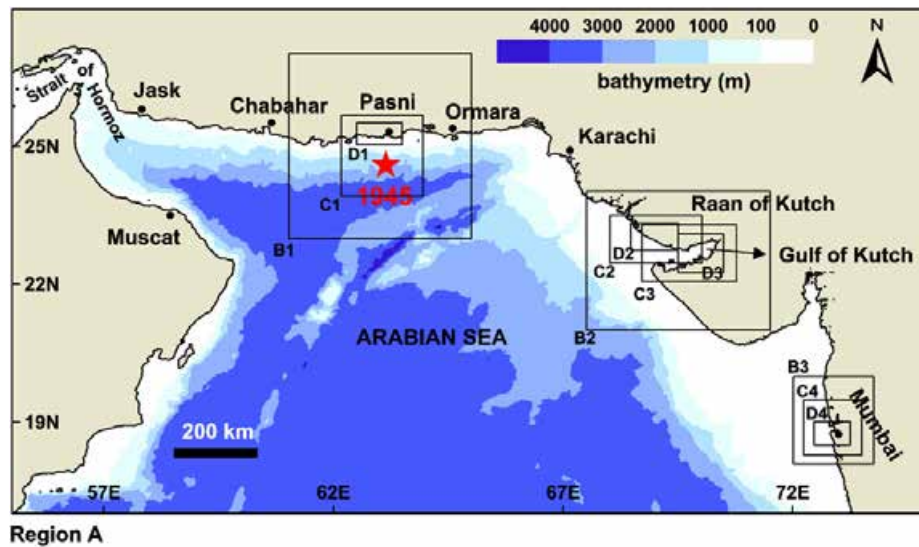 4000 3000 2000 1000 100 0
bathymetry (m)
N
Strait of Hormoz
Jask
Chabahar
Pasni
Ormara
Karachi
25N
D1
1945
C1
B1
Muscat
Raan of Kutch
D2
Gulf of Kutch
C2
D3
C3
22N
ARABIAN SEA
B2
B3
C4
Mumbai
D4
19N
200 km
57E 62E 67E 72E
Region A